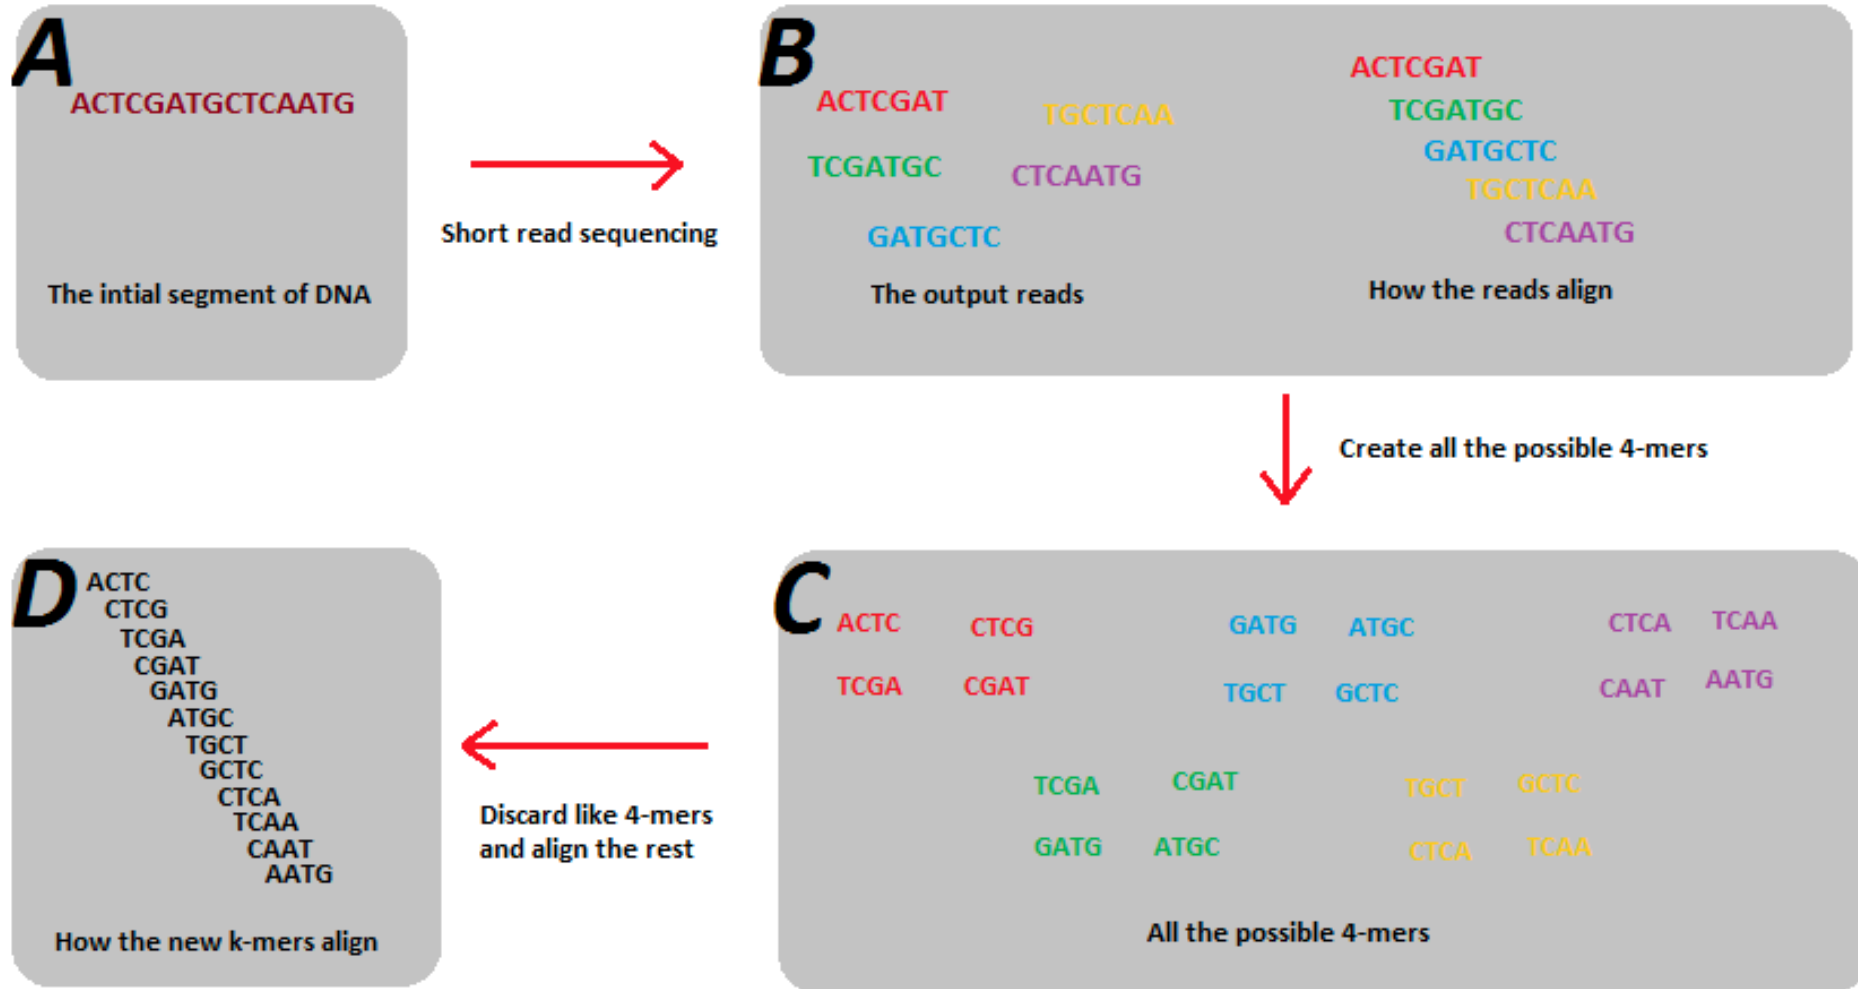 A
ACTCGATGCTCAATG
The intial segment of DNA
Short read sequencing
B
ACTCGAT
TGCTCAA
TCGATGC
CTCAATG
GATGCTC
The output reads
ACTCGAT
TCGATGC
GATGCTC
TGCTCAA
CTCAATG
How the reads align
Create all the possible 4-mers
C
ACTC CTCG
TCGA CGAT
GATG ATGC
TGCT GCTC
CTCA TCAA
CAAT AATG
TCGA CGAT
GATG ATGC
TGCT GCTC
CTCA TCAA
All the possible 4-mers
Discard like 4-mers
and align the rest
D
ACTC
CTCG
TCGA
CGAT
GATG
ATGC
TGCT
GCTC
CTCA
TCAA
CAAT
AATG
How the new k-mers align